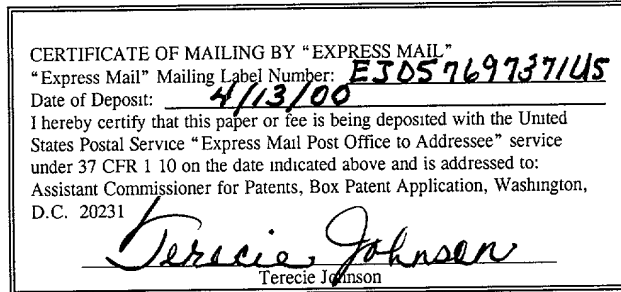 CERTIFICATE OF MAILING BY “EXPRESS MAIL”
“Express Mail” Mailing Label Number: EJ057697371US
Date of Deposit: 4/13/00
I hereby certify that this paper or fee is being deposited with the United
States Postal Service “Express Mail Post Office to Addressee” service
under 37 CFR 1 10 on the date indicated above and is addressed to:
Assistant Commissioner for Patents, Box Patent Application, Washington,
D.C. 20231
Terecie Johnson
Terecie Johnson